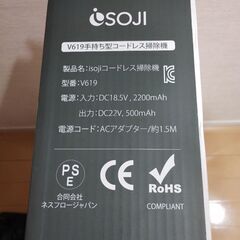 iSOJI
V619手持ち型コードレス掃除機
製品名：isojiコードレス掃除機
型番：V619
電源：入力：DC18.5V，2200mAh
出力：DC22V，500mAh
電源コード：ACアダプター/約1.5M
PS
E
CE
RoHS
合同会社
ネスフロージャパン
COMPLIANT